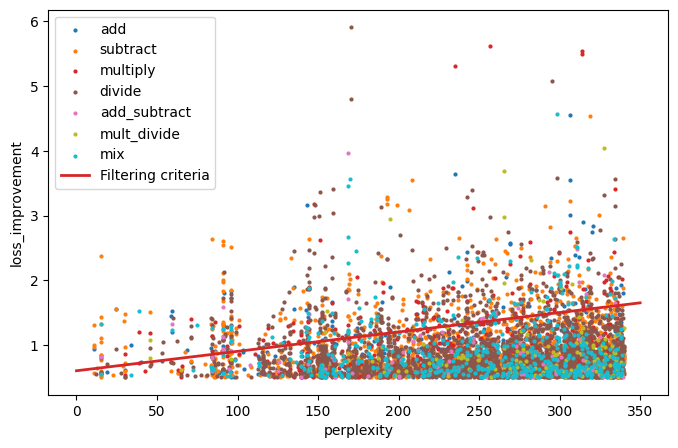 6
5
4
3
2
1
loss_improvement
add
subtract
multiply
divide
add_subtract
mult_divide
mix
Filtering criteria
0 50 100 150 200 250 300 350
perplexity